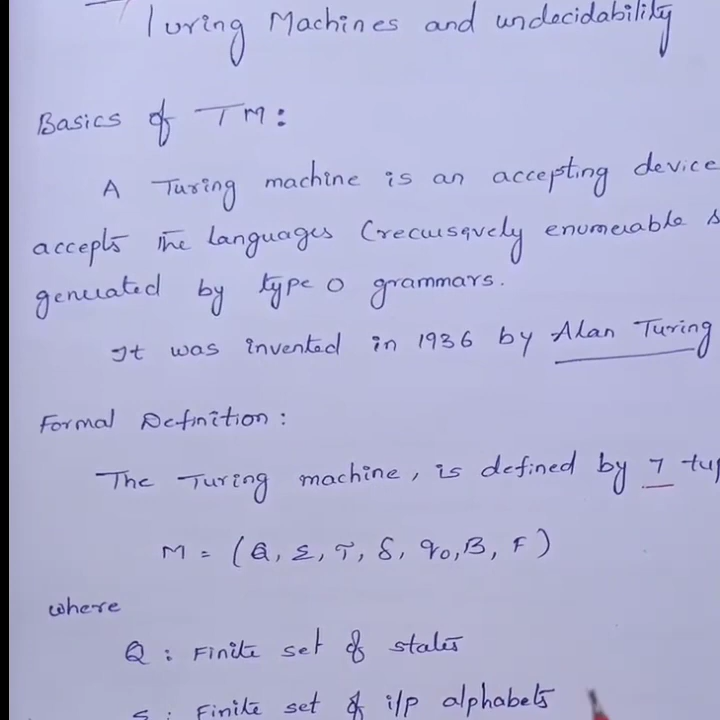 Turing Machines and undecidability
Basics of TM:
A Turing machine is an accepting device
accepts the languages (recursively enumerable s
generated by type 0 grammars.
It was invented in 1936 by Alan Turing
Formal Definition:
The Turing machine, is defined by 7 tup
M = (Q, Σ, T, δ, q0, B, F)
where
Q : Finite set of states
Σ : Finite set of i/p alphabets